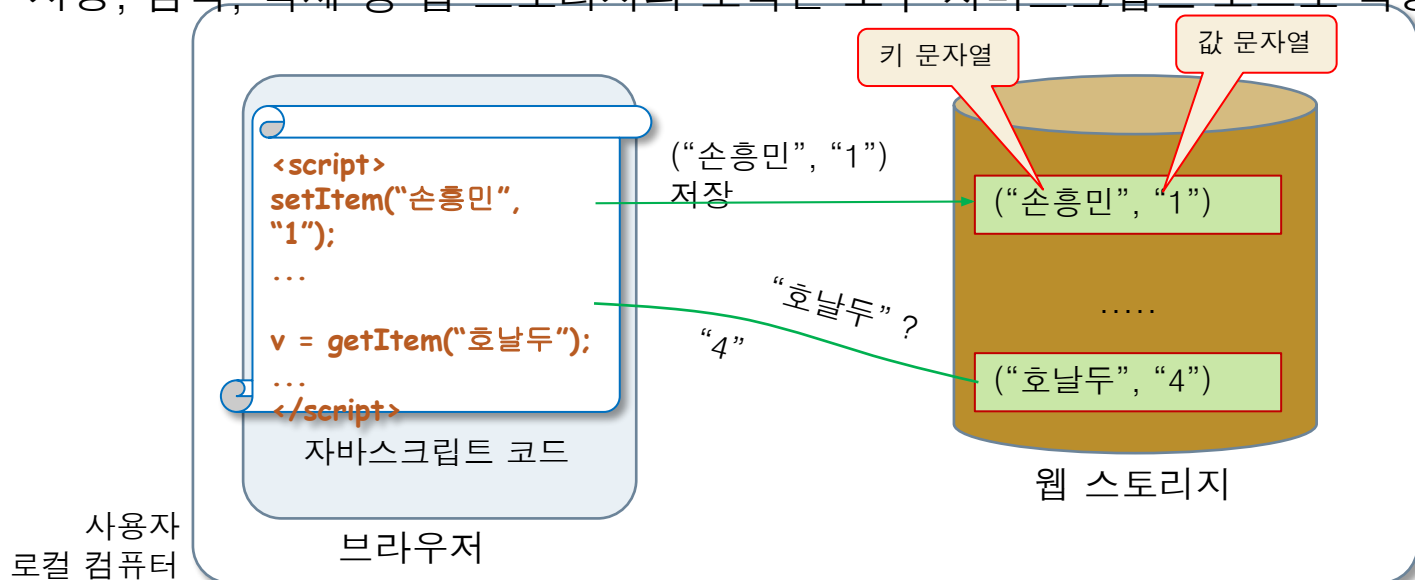 키 문자열
값 문자열
<script>
setItem(“손흥민”,
“1”);
...
v = getItem(“호날두”);
...
</script>
자바스크립트 코드
브라우저
사용자
로컬 컴퓨터
(“손흥민”, “1”)
저장
“호날두” ?
“4”
(“손흥민”, “1”)
.....
(“호날두”, “4”)
웹 스토리지